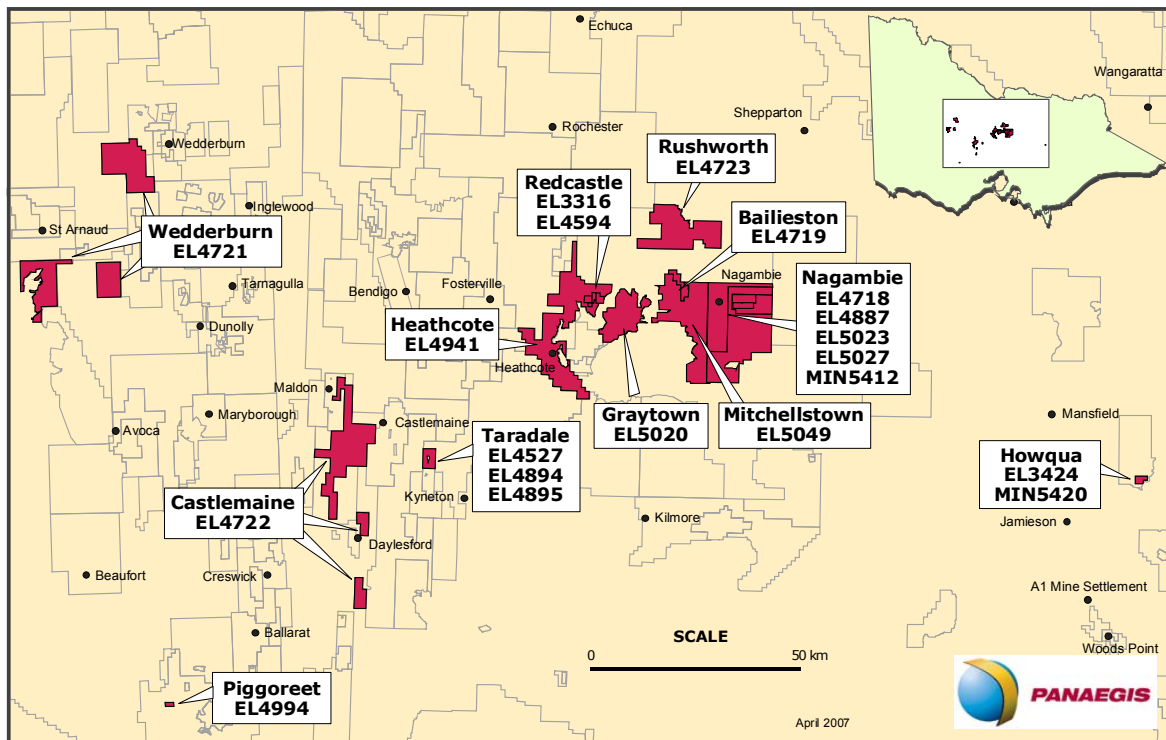 Echuca
Wangaratta
Shepparton
Rochester
Wedderburn
Rushworth
EL4723
Redcastle
EL3316
EL4594
Inglewood
Bailieston
EL4719
St Arnaud
Wedderburn
EL4721
Nagambie
Nagambie
EL4718
EL4887
EL5023
EL5027
MIN5412
Tarnagulla
Bendigo
Fosterville
Dunolly
Heathcote
EL4941
Heathcote
Maldon
Maryborough
Castlemaine
Avoca
Graytown
EL5020
Mitchellstown
EL5049
Mansfield
Taradale
EL4527
EL4894
EL4895
Howqua
EL3424
MIN5420
Kyneton
Castlemaine
EL4722
Kilmore
Jamieson
Daylesford
Beaufort
Creswick
A1 Mine Settlement
Ballarat
SCALE
Woods Point
0
50 km
Piggoreet
EL4994
PANAEGIS
April 2007